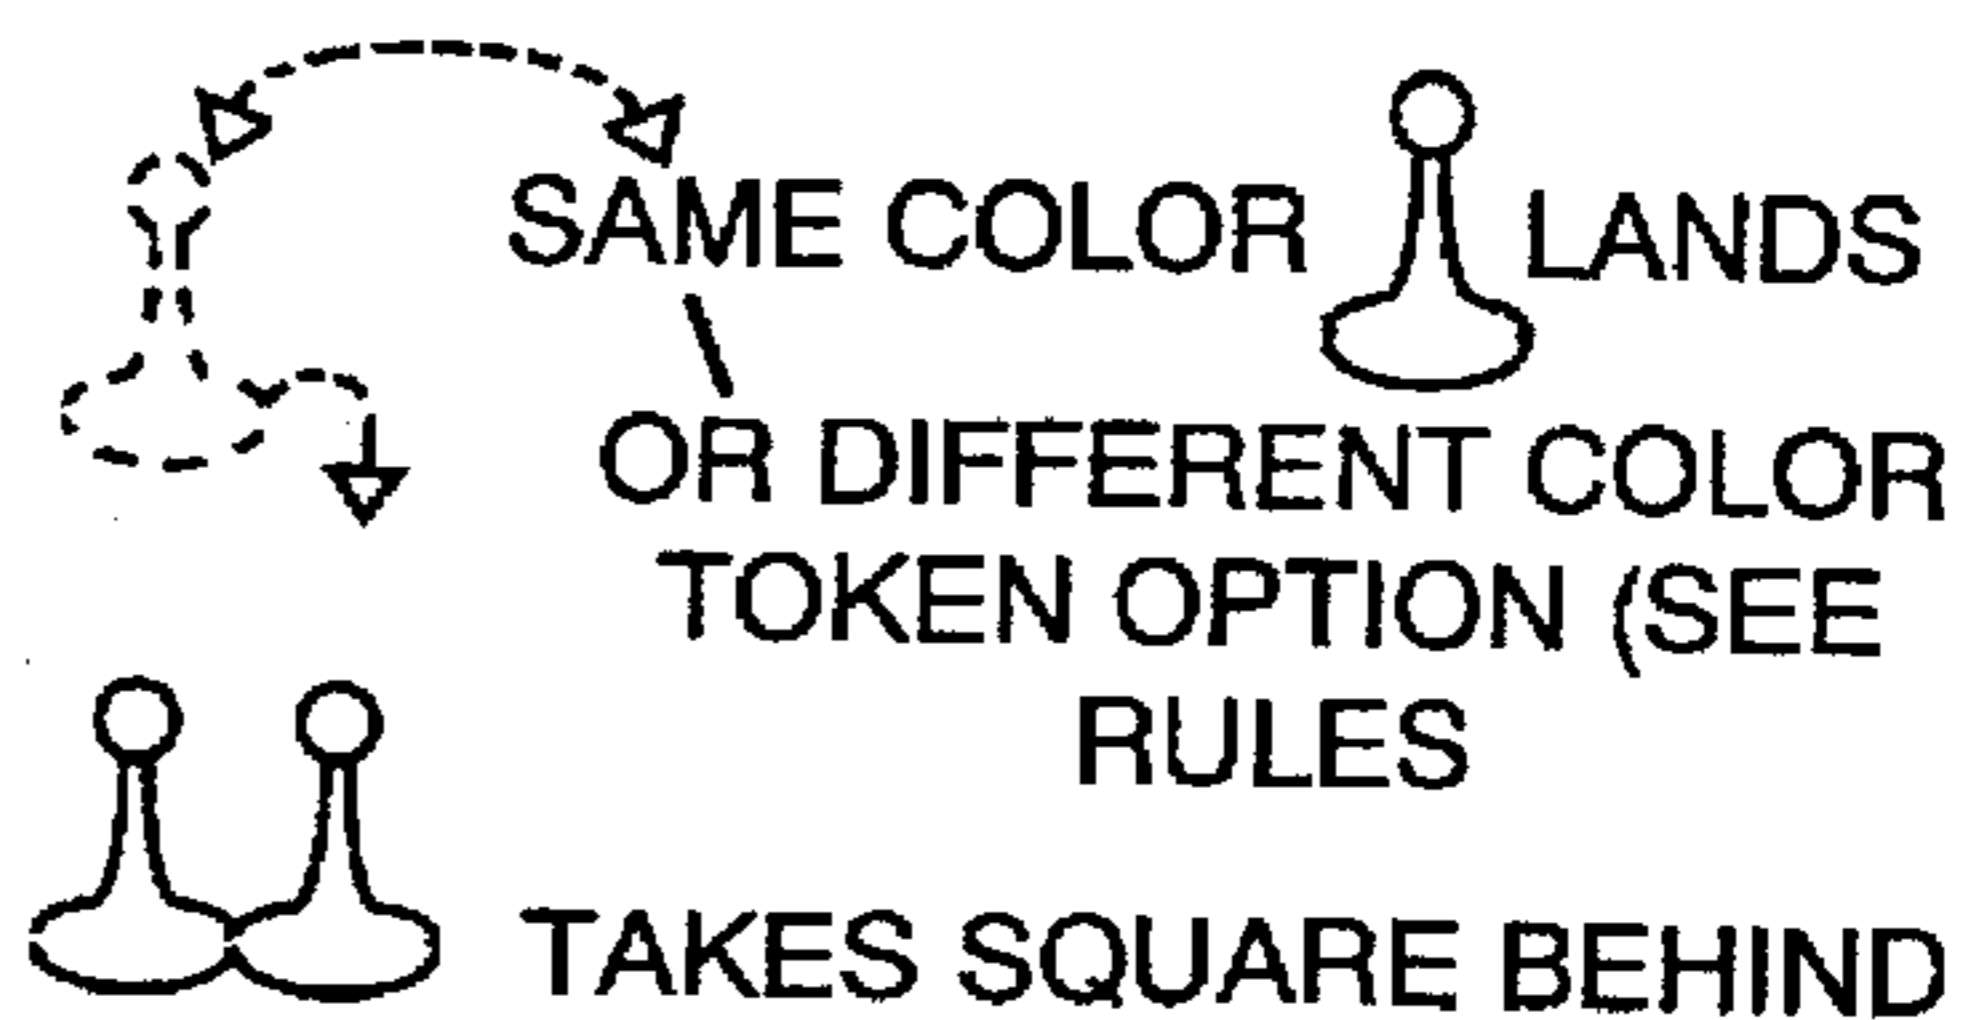 SAME COLOR LANDS
OR DIFFERENT COLOR
TOKEN OPTION (SEE
RULES
TAKES SQUARE BEHIND